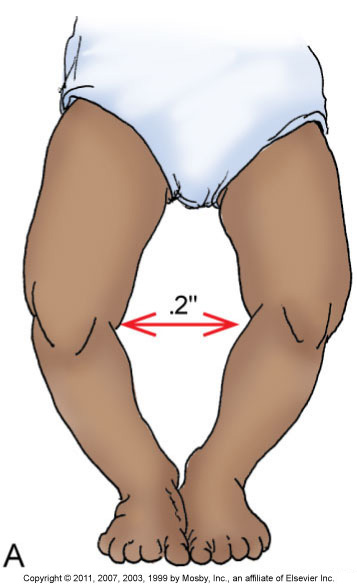 .2"
A
Copyright © 2011, 2007, 2003, 1999 by Mosby, Inc., an affiliate of Elsevier Inc.